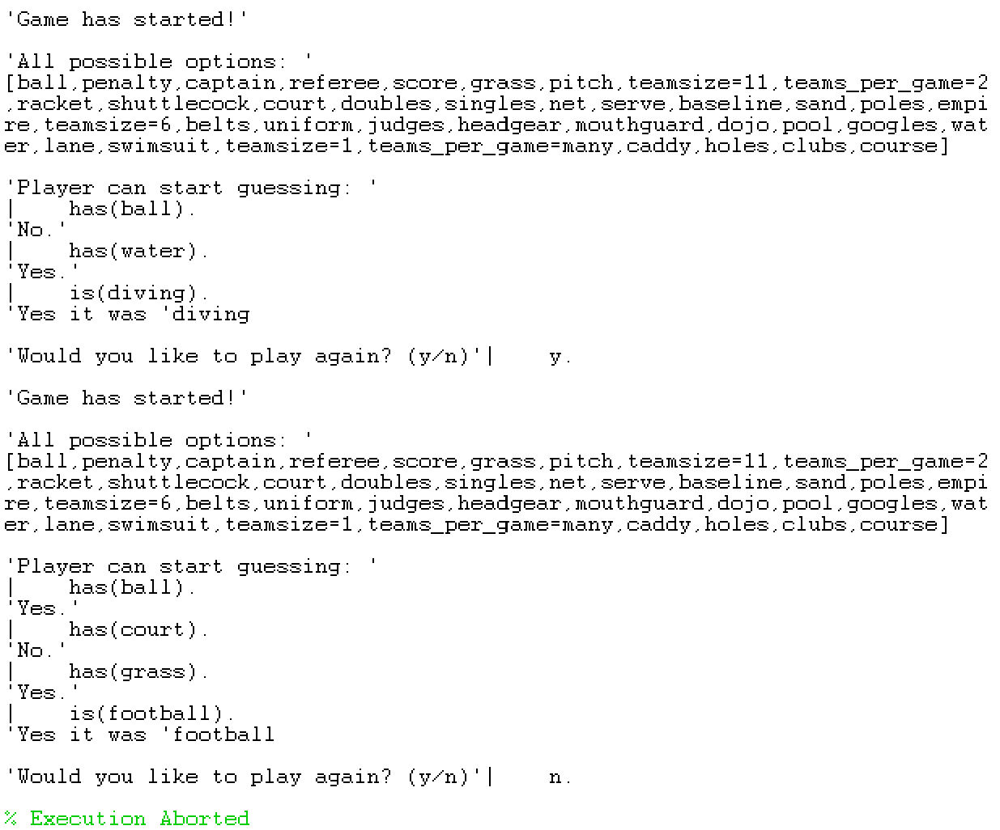 'Game has started!'
'All possible options: '
[ball,penalty,captain,referee,score,grass,pitch,teamsize=11,teams_per_game=2
,racket,shuttlecock,court,doubles,singles,net,serve,baseline,sand,poles,empi
re,teamsize=6,belts,uniform,judges,headgear,mouthguard,dojo,pool,googles,wat
er,lane,swimsuit,teamsize=1,teams_per_game=many,caddy,holes,clubs,course]
'Player can start guessing: '
|    has(ball).
'No.'
|    has(water).
'Yes.'
|    is(diving).
'Yes it was 'diving
'Would you like to play again? (y/n)'|    y.
'Game has started!'
'All possible options: '
[ball,penalty,captain,referee,score,grass,pitch,teamsize=11,teams_per_game=2
,racket,shuttlecock,court,doubles,singles,net,serve,baseline,sand,poles,empi
re,teamsize=6,belts,uniform,judges,headgear,mouthguard,dojo,pool,googles,wat
er,lane,swimsuit,teamsize=1,teams_per_game=many,caddy,holes,clubs,course]
'Player can start guessing: '
|    has(ball).
'Yes.'
|    has(court).
'No.'
|    has(grass).
'Yes.'
|    is(football).
'Yes it was 'football
'Would you like to play again? (y/n)'|    n.
% Execution Aborted